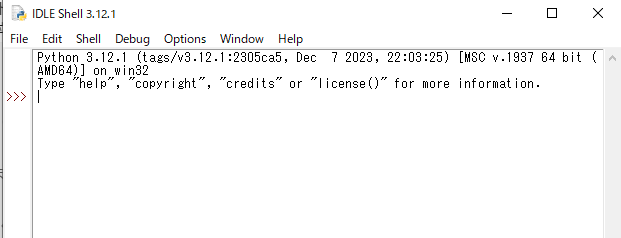 IDLE Shell 3.12.1
File Edit Shell Debug Options Window Help
Python 3.12.1 (tags/v3.12.1:2305ca5, Dec  7 2023, 22:03:25) [MSC v.1937 64 bit (
AMD64)] on win32
Type "help", "copyright", "credits" or "license()" for more information.
>>>